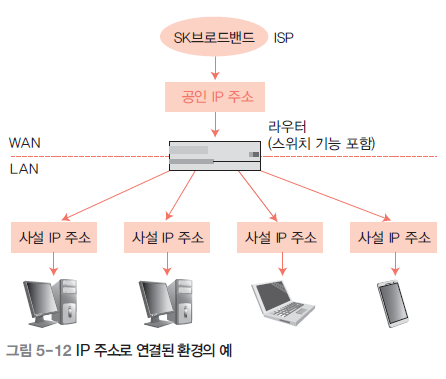 SK브로드밴드 ISP
공인 IP 주소
라우터
(스위치 기능 포함)
WAN
LAN
사설 IP 주소 사설 IP 주소 사설 IP 주소 사설 IP 주소
그림 5-12 IP 주소로 연결된 환경의 예